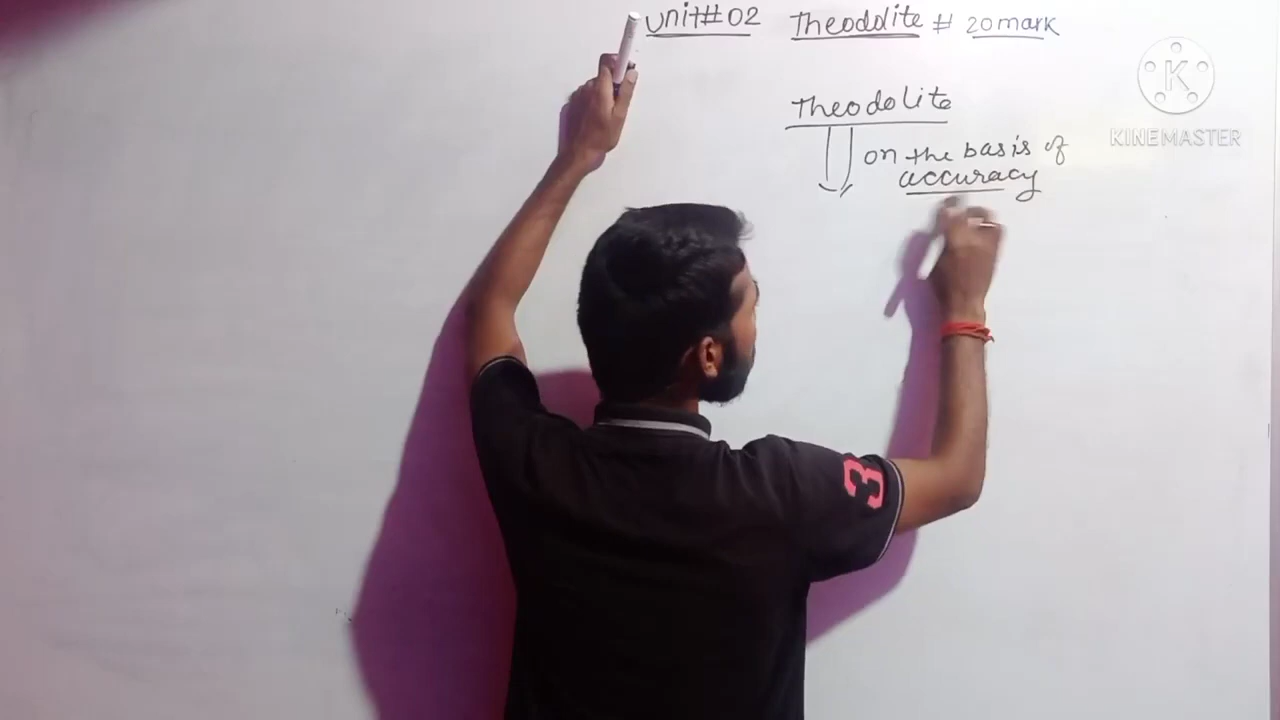 Unit#02 Theodolite # 20mark
Theodolite
on the basis of
accuracy
3
K
KINEMASTER